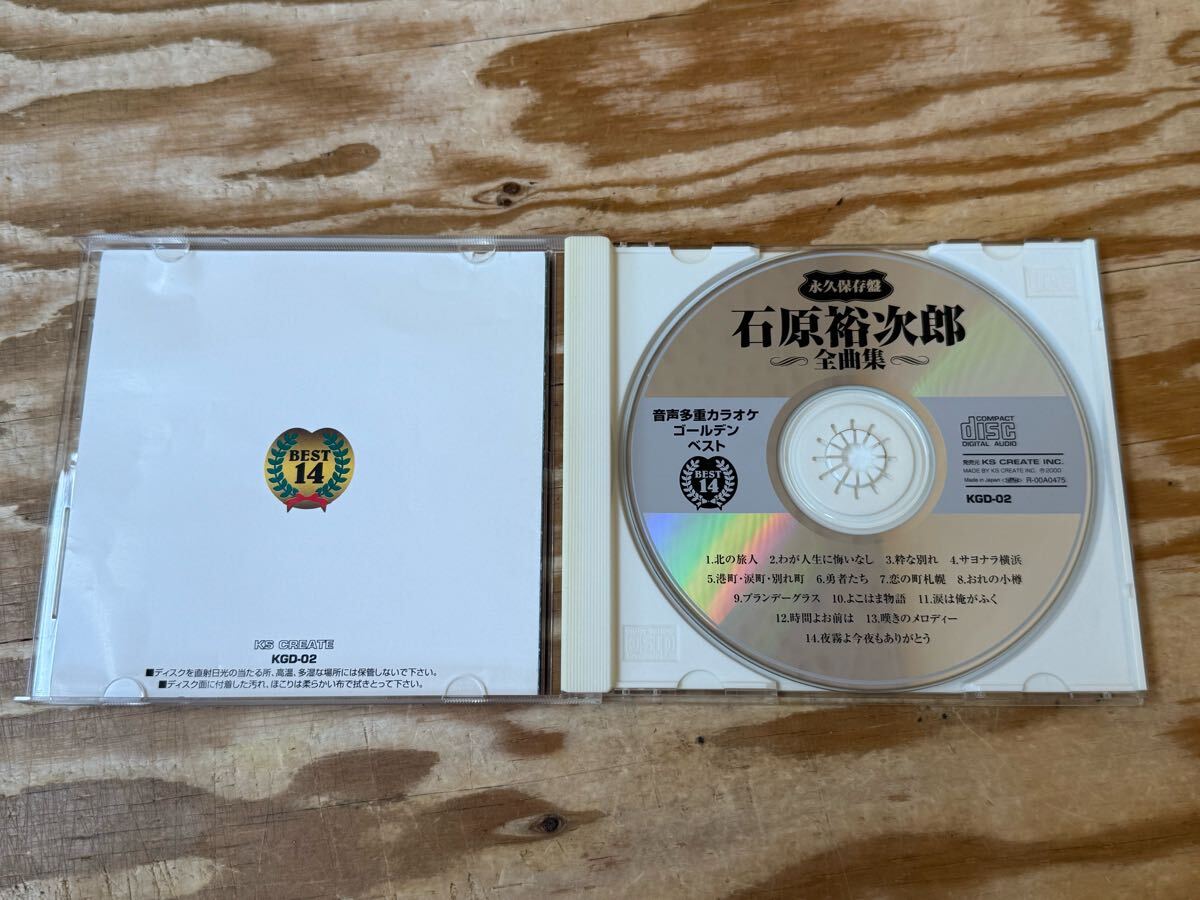 BEST
14
KS CREATE
KGD-02
■ディスクを直射日光の当たる所、高温、多湿な場所には保管しないで下さい。
■ディスク面に付着した汚れ、ほこりは柔らかい布で拭きとって下さい。
永久保存盤
石原裕次郎
全曲集
音声多重カラオケ
ゴールデン
ベスト
BEST
14
COMPACT
disc
DIGITAL AUDIO
発売元 KS CREATE INC.
MADE BY KS CREATE INC. ℗2000
Made in Japan R-00A0475
KGD-02
1.北の旅人 2.わが人生に悔いなし 3.粋な別れ 4.サヨナラ横浜
5.港町・涙町・別れ町 6.勇者たち 7.恋の町札幌 8.おれの小樽
9.ブランデーグラス 10.よこはま物語 11.涙は俺がふく
12.時間よお前は 13.嘆きのメロディー
14.夜霧よ今夜もありがとう